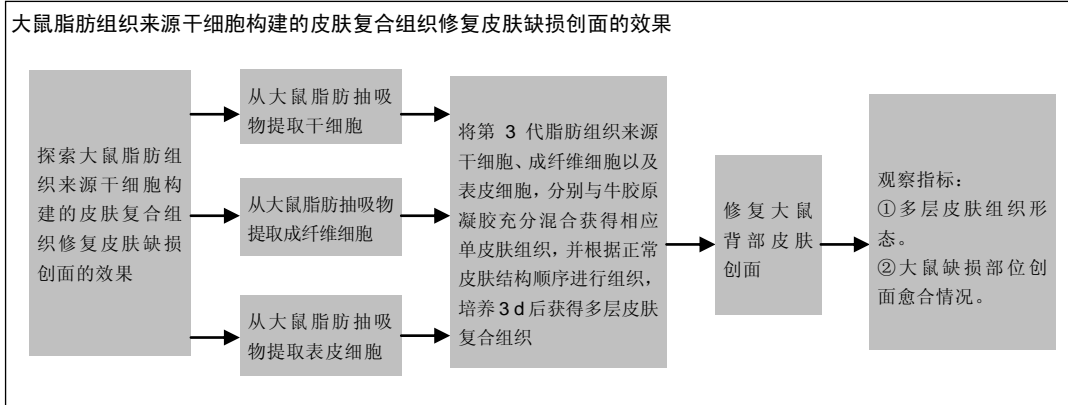 大鼠脂肪组织来源干细胞构建的皮肤复合组织修复皮肤缺损创面的效果
探索大鼠脂肪组
织来源干细胞构
建的皮肤复合组
织修复皮肤缺损
创面的效果
从大鼠脂肪抽吸
物提取干细胞
从大鼠脂肪抽吸物
提取成纤维细胞
从大鼠脂肪抽吸
物提取表皮细胞
将第 3 代脂肪组织来源
干细胞、成纤维细胞以及
表皮细胞，分别与牛胶原
凝胶充分混合获得相应
单皮肤组织，并根据正常
皮肤结构顺序进行组织，
培养 3 d 后获得多层皮肤
复合组织
修复大鼠
背部皮肤
创面
观察指标：
①多层皮肤组织形
态。
②大鼠缺损部位创
面愈合情况。